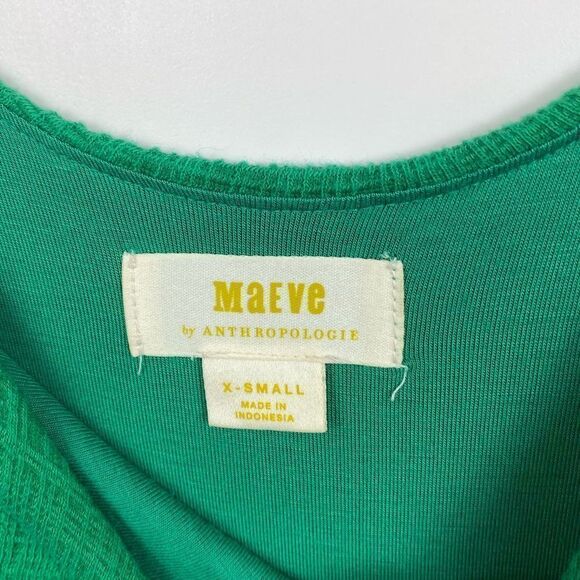 MaEVe
by ANTHROPOLOGIE
X-SMALL
MADE IN
INDONESIA